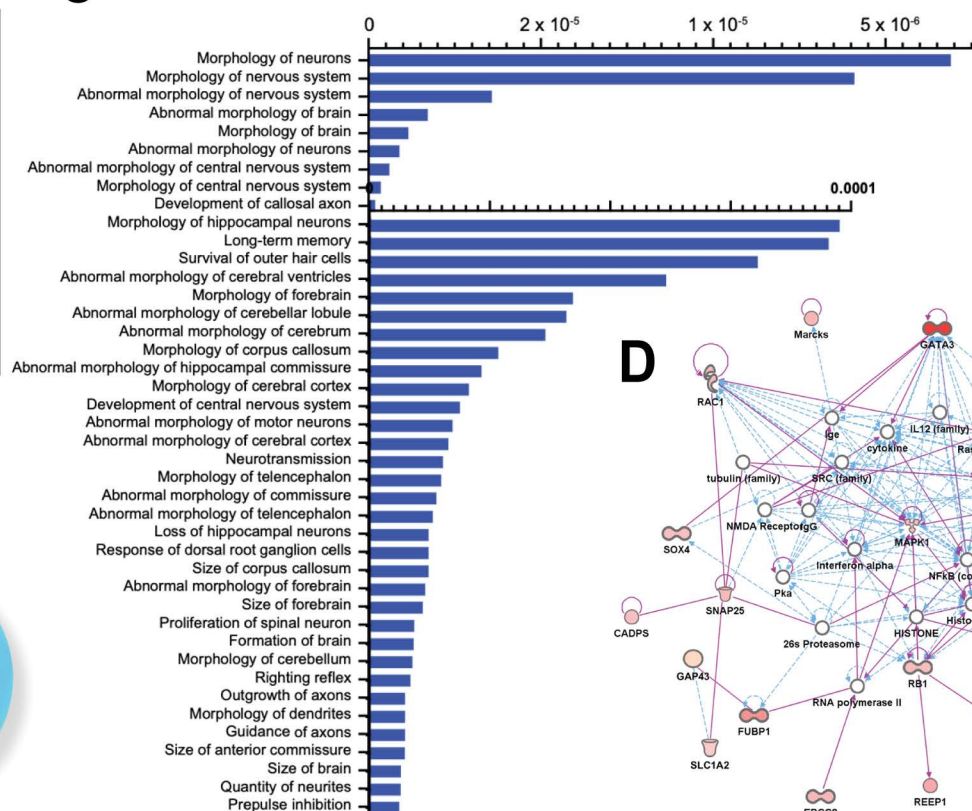 0 2 x 10-5 1 x 10-5 5 x 10-6
Morphology of neurons
Morphology of nervous system
Abnormal morphology of nervous system
Abnormal morphology of brain
Morphology of brain
Abnormal morphology of neurons
Abnormal morphology of central nervous system
Morphology of central nervous system
0 0.0001
Development of callosal axon
Morphology of hippocampal neurons
Long-term memory
Survival of outer hair cells
Abnormal morphology of cerebral ventricles
Morphology of forebrain
Abnormal morphology of cerebellar lobule
Abnormal morphology of cerebrum
Morphology of corpus callosum
Abnormal morphology of hippocampal commissure
Morphology of cerebral cortex
Development of central nervous system
Abnormal morphology of motor neurons
Abnormal morphology of cerebral cortex
Neurotransmission
Morphology of telencephalon
Abnormal morphology of commissure
Abnormal morphology of telencephalon
Loss of hippocampal neurons
Response of dorsal root ganglion cells
Size of corpus callosum
Abnormal morphology of forebrain
Size of forebrain
Proliferation of spinal neuron
Formation of brain
Morphology of cerebellum
Righting reflex
Outgrowth of axons
Morphology of dendrites
Guidance of axons
Size of anterior commissure
Size of brain
Quantity of neurites
Prepulse inhibition
D
Marcks
GATA3
RAC1
Ige
IL12 (family)
cytokine
Ras
tubulin (family)
SRC (family)
NMDA Receptor
IgG
MAPK1
SOX4
Interferon alpha
NFkB (co
Pka
SNAP25
Histo
CADPS
26s Proteasome
HISTONE
GAP43
RB1
RNA polymerase II
FUBP1
SLC1A2
REEP1